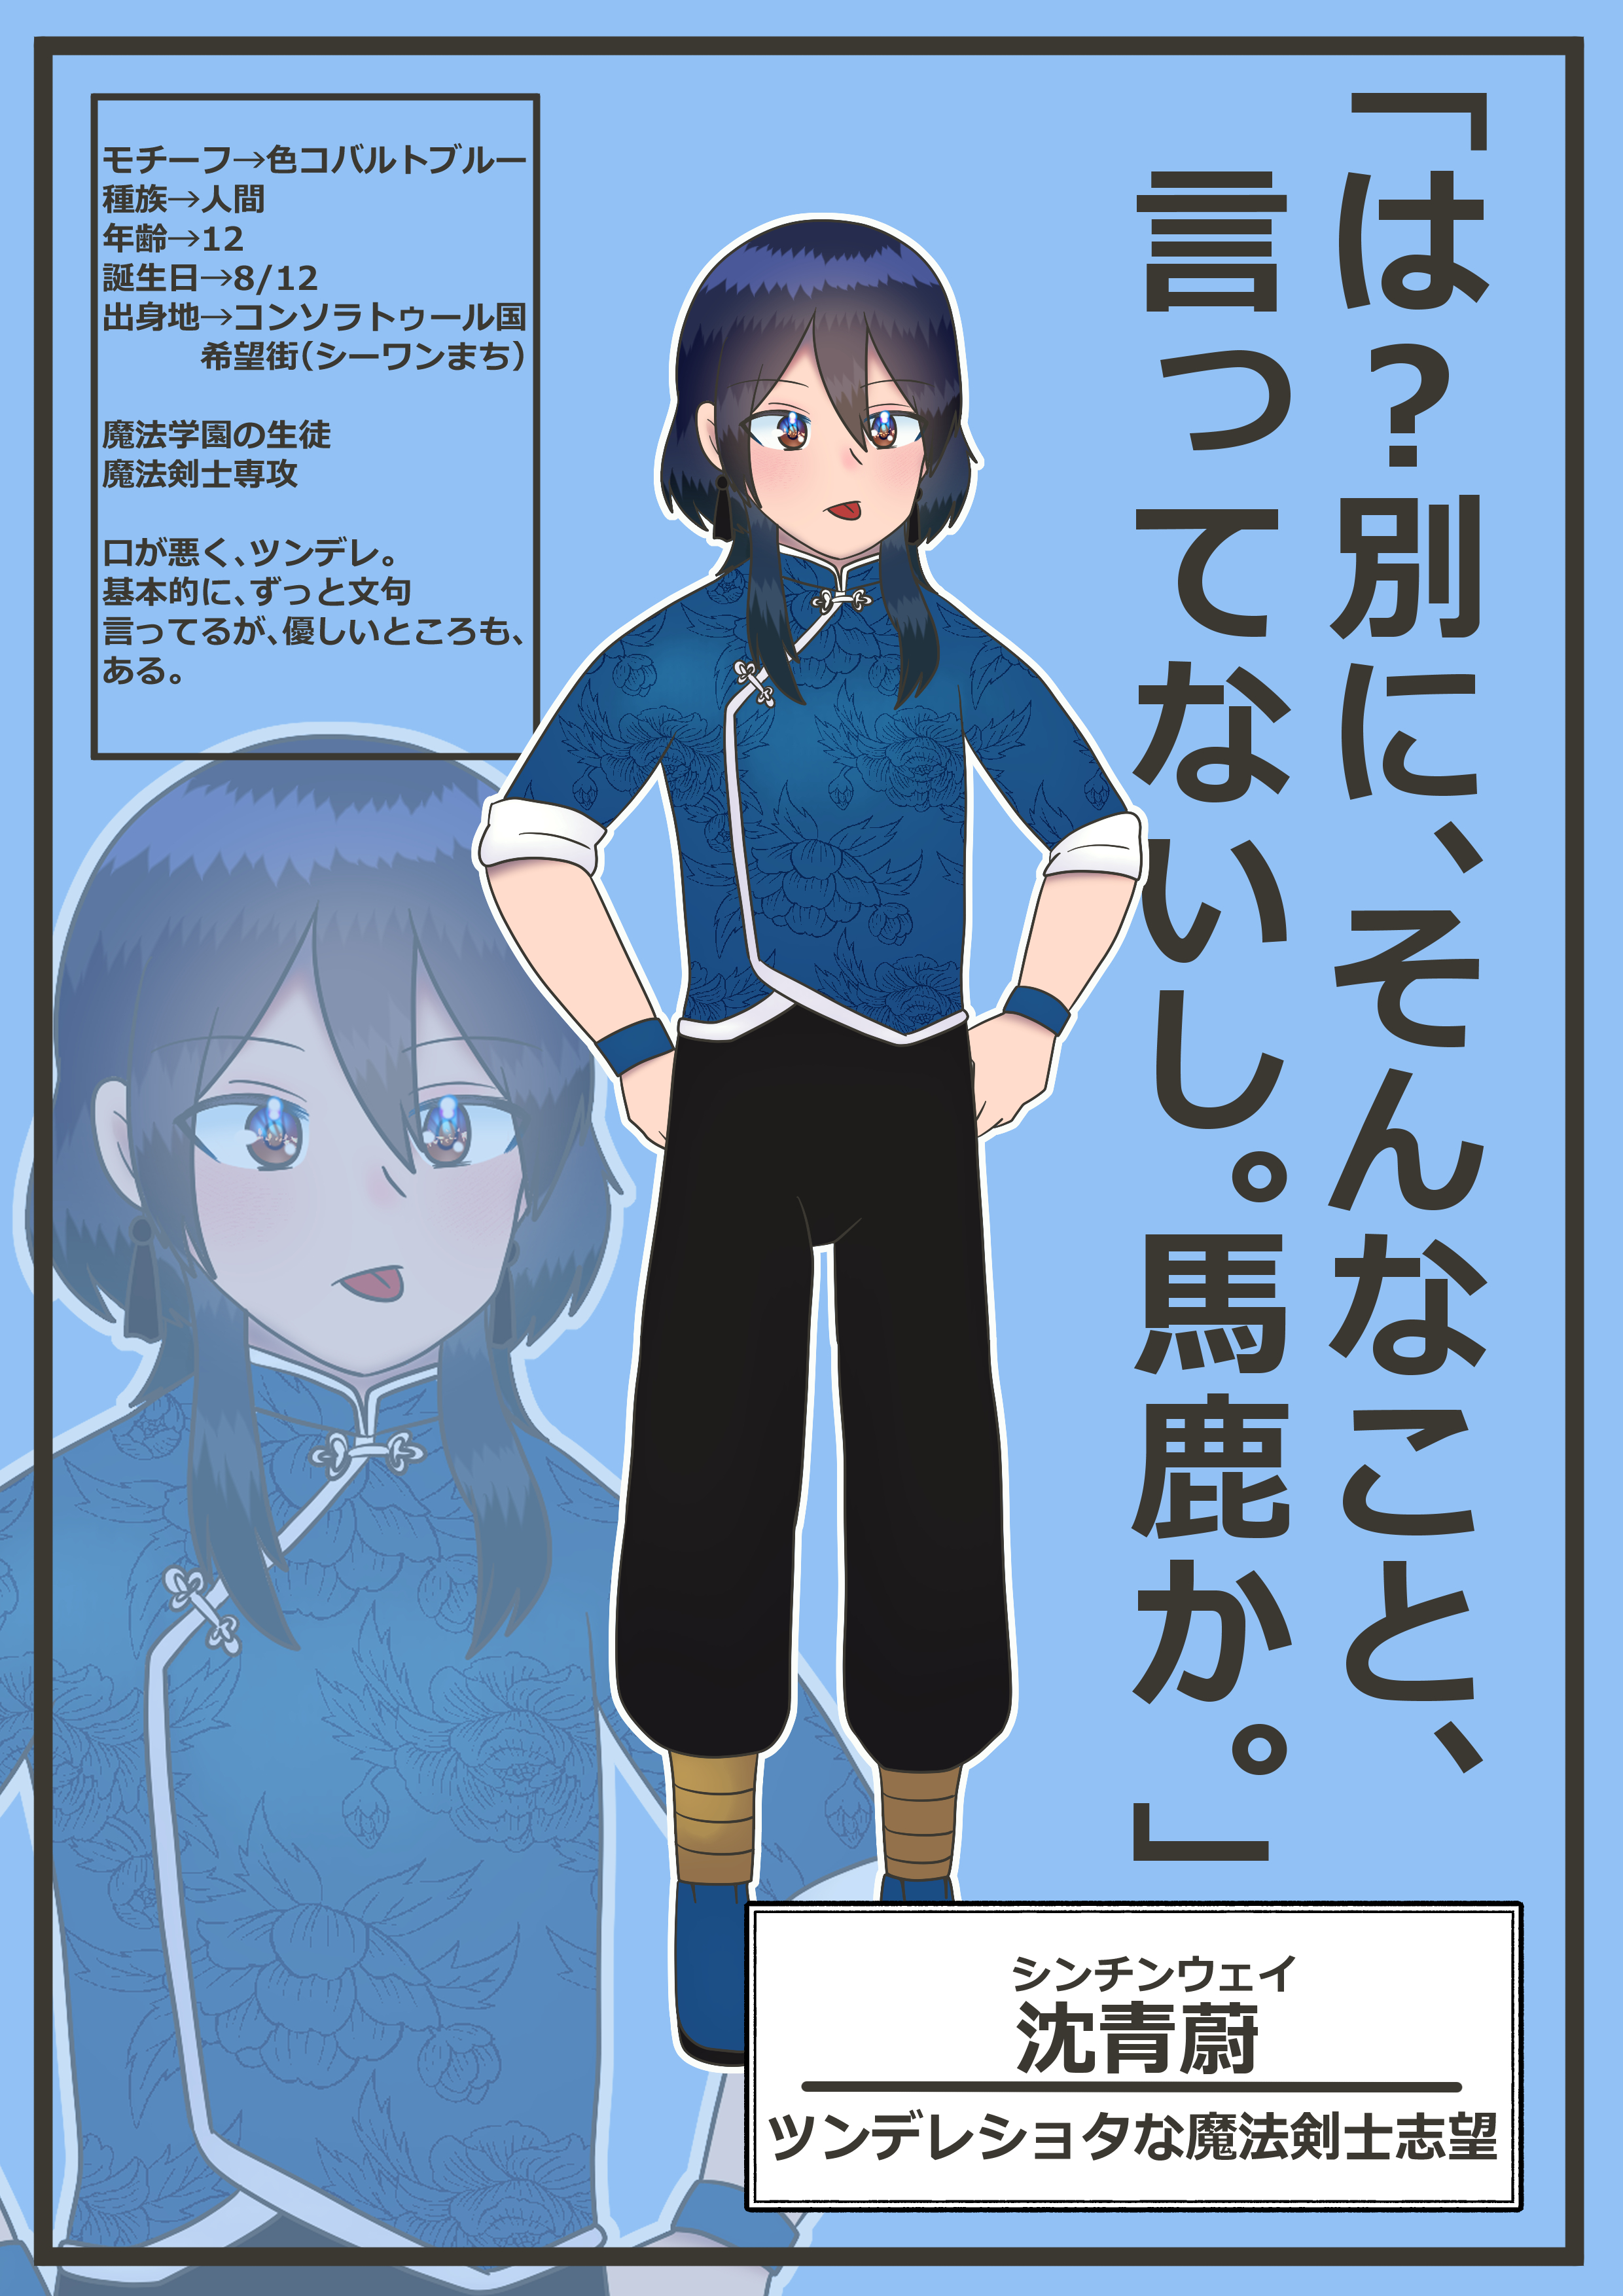 「は?別に、そんなこと、
言ってないし。馬鹿か。」
モチーフ→色コバルトブルー
種族→人間
年齢→12
誕生日→8/12
出身地→コンソラトゥール国
希望街(シーワンまち)
魔法学園の生徒
魔法剣士専攻
口が悪く、ツンデレ。
基本的に、ずっと文句
言ってるが、優しいところも、
ある。
シンチンウェイ
沈青蔚
ツンデレショタな魔法剣士志望